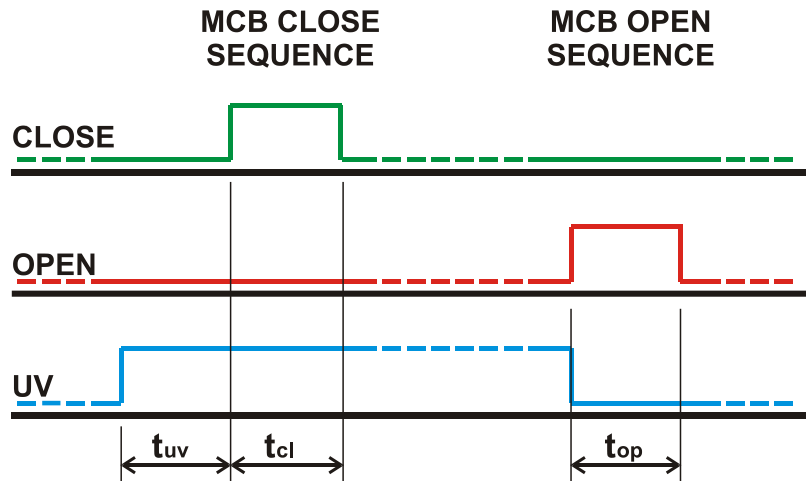 MCB CLOSE
SEQUENCE
MCB OPEN
SEQUENCE
CLOSE
OPEN
UV
tuv
tcl
top